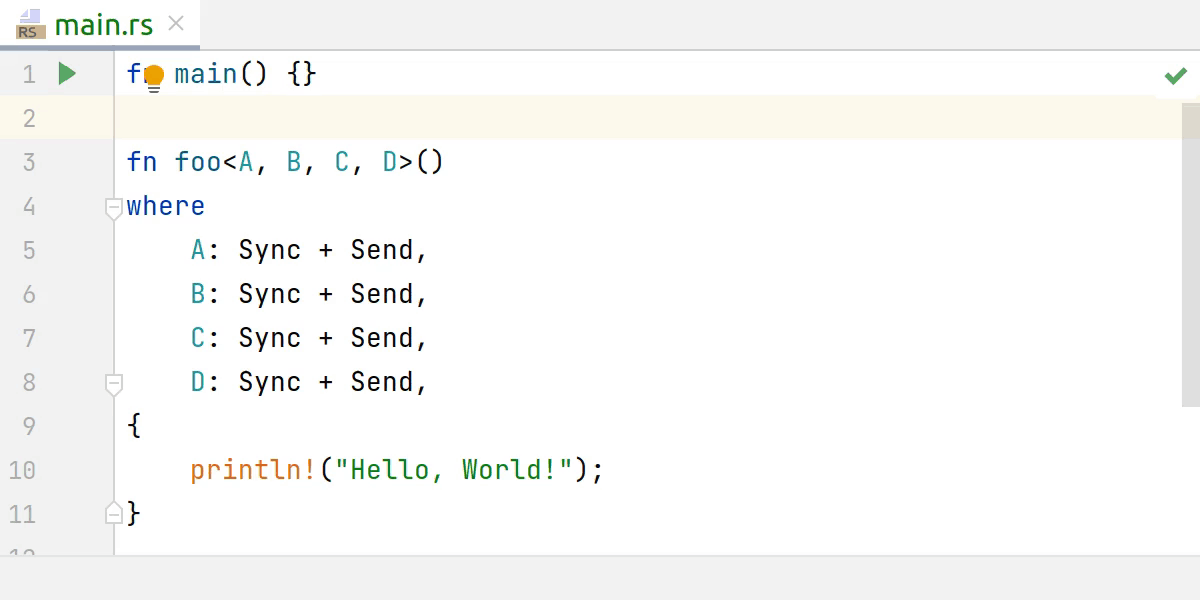 main.rs
RS
1 fn main() {}
2
3 fn foo<A, B, C, D>()
4 where
5     A: Sync + Send,
6     B: Sync + Send,
7     C: Sync + Send,
8     D: Sync + Send,
9 {
10     println!("Hello, World!");
11 }
12